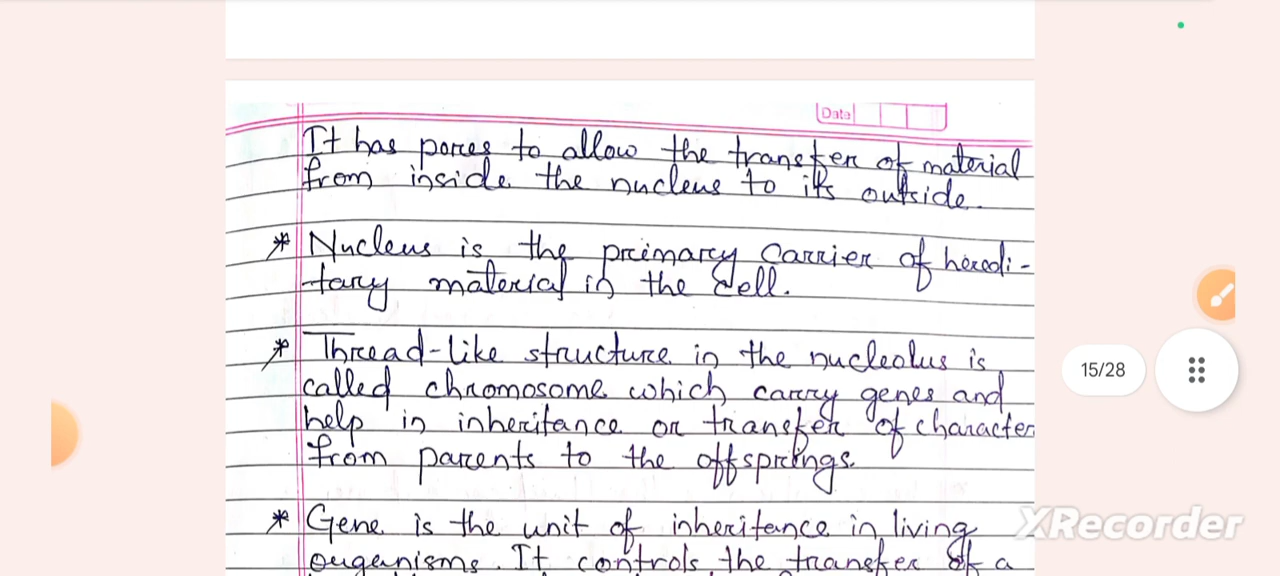 Date
It has pores to allow the transfer of material
from inside the nucleus to its outside.
* Nucleus is the primary carrier of heredi-
-tary material in the cell.
* Thread-like structure in the nucleolus is
called chromosome which carry genes and
help in inheritance or transfer of character
from parents to the offsprings.
15/28
* Gene is the unit of inheritance in living
ougenisms. It controls the transfer of a
XRecorder